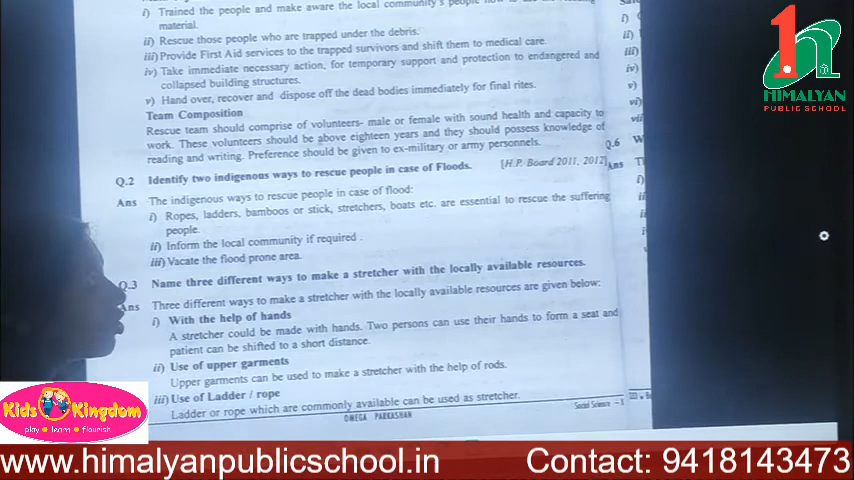 i) Trained the people and make aware the local community's people how to use the
material.
ii) Rescue those people who are trapped under the debris.
iii) Provide First Aid services to the trapped survivors and shift them to medical care.
iv) Take immediate necessary action, for temporary support and protection to endangered and
collapsed building structures.
v) Hand over, recover and dispose off the dead bodies immediately for final rites.
Team Composition
Rescue team should comprise of volunteers- male or female with sound health and capacity to
work. These volunteers should be above eighteen years and they should possess knowledge of
reading and writing. Preference should be given to ex-military or army personnels.
Q.2 Identify two indigenous ways to rescue people in case of Floods. [H.P. Board 2011, 2012]
Ans The indigenous ways to rescue people in case of flood:
i) Ropes, ladders, bamboos or stick, stretchers, boats etc. are essential to rescue the suffering
people.
ii) Inform the local community if required .
iii) Vacate the flood prone area.
Q.3 Name three different ways to make a stretcher with the locally available resources.
Ans Three different ways to make a stretcher with the locally available resources are given below:
i) With the help of hands
A stretcher could be made with hands. Two persons can use their hands to form a seat and
patient can be shifted to a short distance.
ii) Use of upper garments
Upper garments can be used to make a stretcher with the help of rods.
iii) Use of Ladder / rope
Ladder or rope which are commonly available can be used as stretcher.
OMEGA PARKASHAN
Social Science – X
i)
ii)
iii)
iv)
v)
vi)
vii
Q.6 W
Ans T
i)
ii
HIMALYAN
PUBLIC SCHOOL
Kids Kingdom
play learn flourish
www.himalyanpublicschool.in Contact: 9418143473